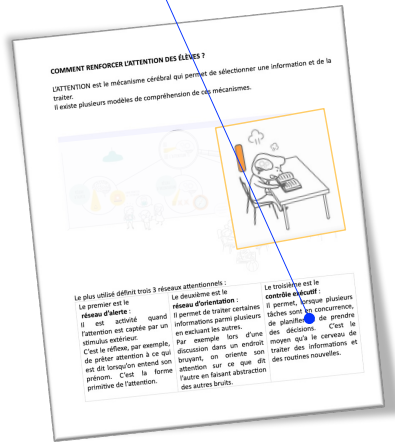 COMMENT RENFORCER L'ATTENTION DES ÉLÈVES ?
L'ATTENTION est le mécanisme cérébral qui permet de sélectionner une information et de la
traiter.
Il existe plusieurs modèles de compréhension de ces mécanismes.
Le plus utilisé définit trois 3 réseaux attentionnels :
Le premier est le
réseau d'alerte :
Il est activité quand
l'attention est captée par un
stimulus extérieur.
C'est le réflexe, par exemple,
de prêter attention à ce qui
est dit lorsqu'on entend son
prénom. C'est la forme
primitive de l'attention.
Le deuxième est le
réseau d'orientation :
Il permet de traiter certaines
informations parmi plusieurs
en excluant les autres.
Par exemple lors d'une
discussion dans un endroit
bruyant, on oriente son
attention sur ce que dit
l'autre en faisant abstraction
des autres bruits.
Le troisième est le
contrôle exécutif :
Il permet, lorsque plusieurs
tâches sont en concurrence,
de planifier de prendre
des décisions. C'est le
moyen qu'a le cerveau de
traiter des informations et
des routines nouvelles.